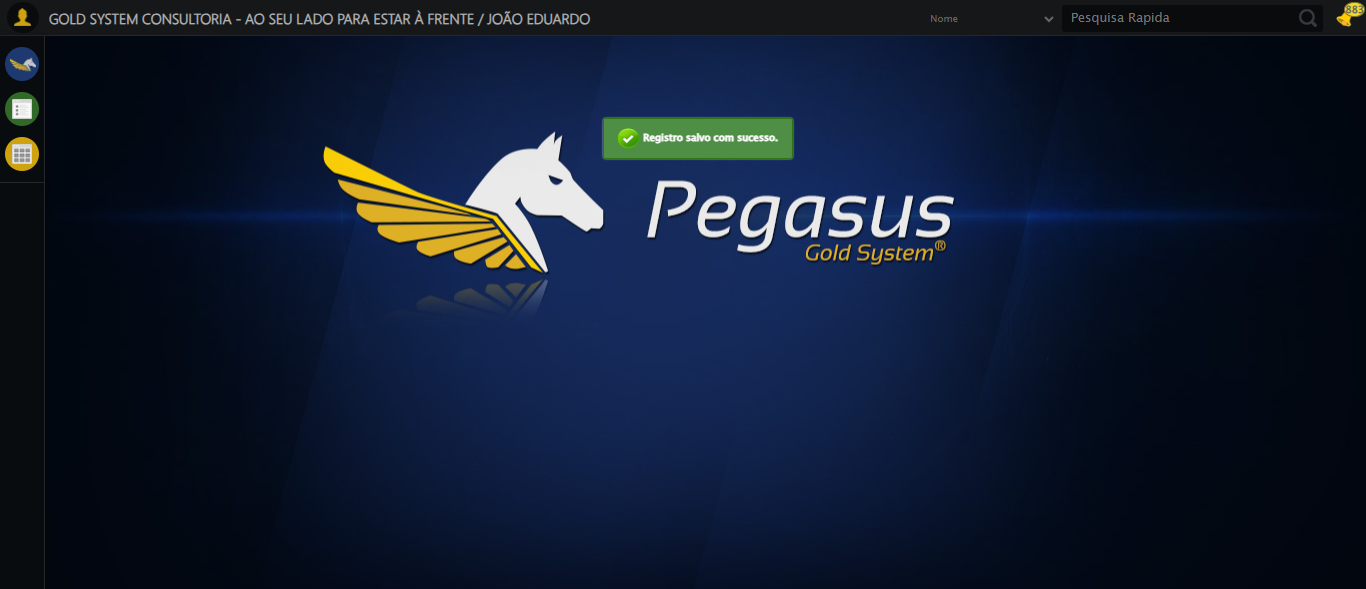 GOLD SYSTEM CONSULTORIA - AO SEU LADO PARA ESTAR À FRENTE / JOÃO EDUARDO
Nome
Pesquisa Rapida
883
Registro salvo com sucesso.
Pegasus
Gold System®